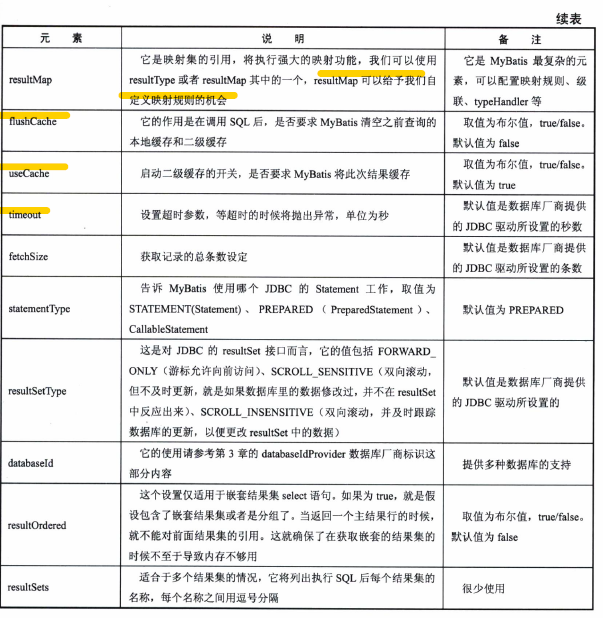 续表
元 素
说 明
备 注
resultMap
它是映射集的引用，将执行强大的映射功能，我们可以使用
resultType 或者 resultMap 其中的一个，resultMap 可以给予我们自
定义映射规则的机会
它是 MyBatis 最复杂的元
素，可以配置映射规则、级
联、typeHandler 等
flushCache
它的作用是在调用 SQL 后，是否要求 MyBatis 清空之前查询的
本地缓存和二级缓存
取值为布尔值，true/false。
默认值为 false
useCache
启动二级缓存的开关，是否要求 MyBatis 将此次结果缓存
取值为布尔值，true/false。
默认值为 true
timeout
设置超时参数，等超时的时候将抛出异常，单位为秒
默认值是数据库厂商提供
的 JDBC 驱动所设置的秒数
fetchSize
获取记录的总条数设定
默认值是数据库厂商提供
的 JDBC 驱动所设置的条数
statementType
告诉 MyBatis 使用哪个 JDBC 的 Statement 工作，取值为
STATEMENT(Statement)、PREPARED（PreparedStatement）、
CallableStatement
默认值为 PREPARED
resultSetType
这是对 JDBC 的 resultSet 接口而言，它的值包括 FORWARD_
ONLY（游标允许向前访问）、SCROLL_SENSITIVE（双向滚动，
但不及时更新，就是如果数据库里的数据修改过，并不在 resultSet
中反应出来）、SCROLL_INSENSITIVE（双向滚动，并及时跟踪
数据库的更新，以便更改 resultSet 中的数据）
默认值是数据库厂商提供
的 JDBC 驱动所设置的
databaseId
它的使用请参考第 3 章的 databaseIdProvider 数据库厂商标识这
部分内容
提供多种数据库的支持
resultOrdered
这个设置仅适用于嵌套结果集 select 语句，如果为 true，就是假
设包含了嵌套结果集或者是分组了。当返回一个主结果行的时候，
就不能对前面结果集的引用。这就确保了在获取嵌套的结果集的
时候不至于导致内存不够用
取值为布尔值，true/false。
默认值为 false
resultSets
适合于多个结果集的情况，它将列出执行 SQL 后每个结果集的
名称，每个名称之间用逗号分隔
很少使用